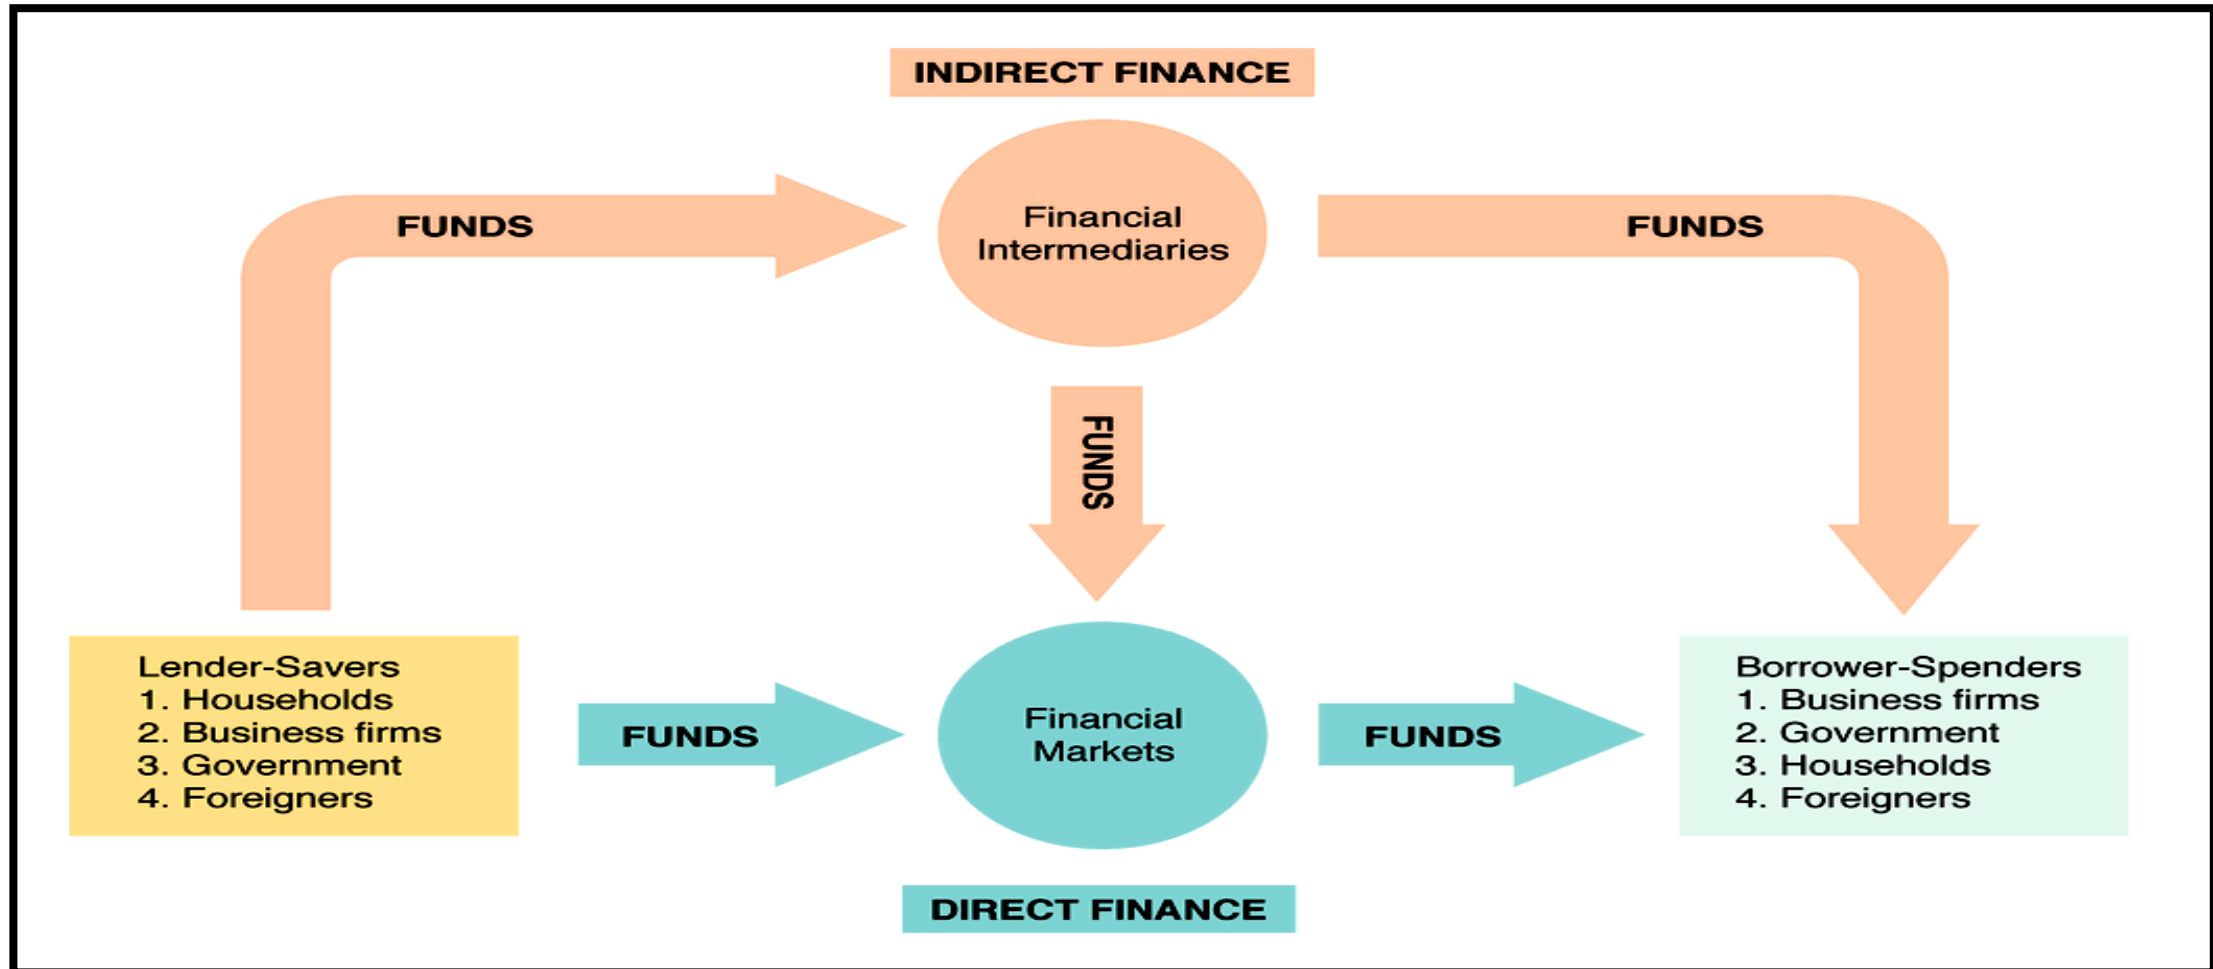 INDIRECT FINANCE
FUNDS
Financial
Intermediaries
FUNDS
FUNDS
Lender-Savers
1. Households
2. Business firms
3. Government
4. Foreigners
FUNDS
Financial
Markets
FUNDS
Borrower-Spenders
1. Business firms
2. Government
3. Households
4. Foreigners
DIRECT FINANCE